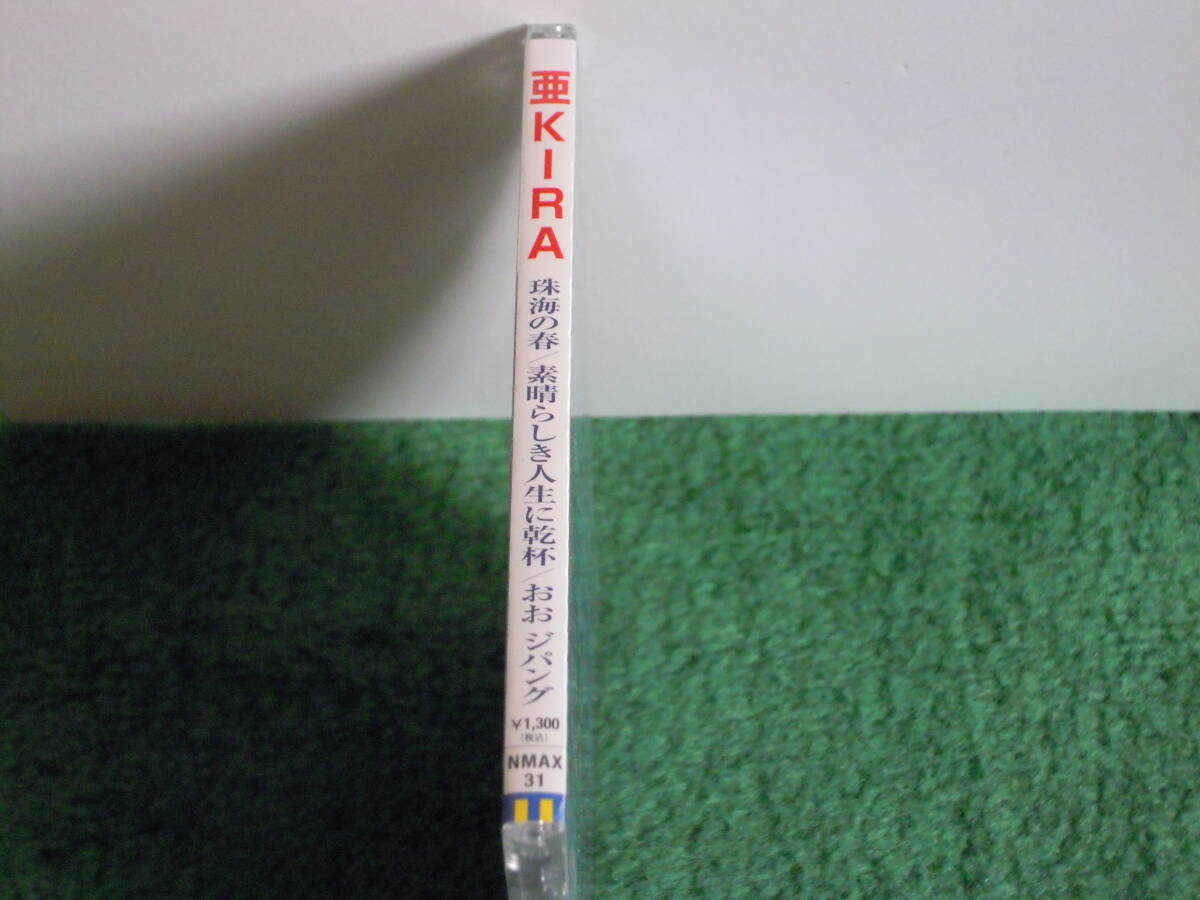 亜KIRA
珠海の春/素晴らしき人生に乾杯/おお ジパング
¥1,300
(税込)
NMAX
31